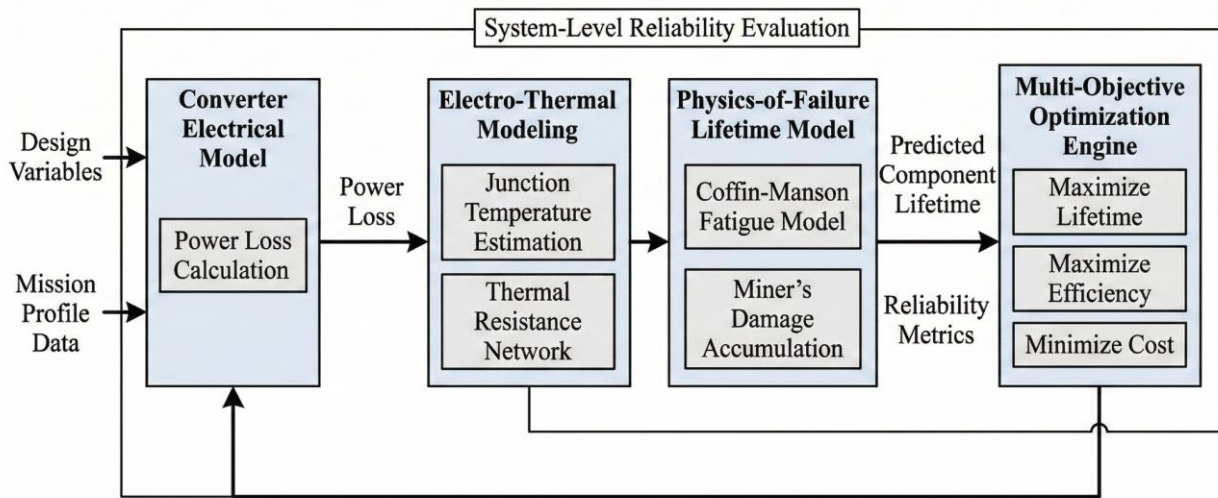 System-Level Reliability Evaluation
Design
Variables
Mission
Profile
Data
Converter
Electrical
Model
Power Loss
Calculation
Power
Loss
Electro-Thermal
Modeling
Junction
Temperature
Estimation
Thermal
Resistance
Network
Physics-of-Failure
Lifetime Model
Coffin-Manson
Fatigue Model
Miner's
Damage
Accumulation
Predicted
Component
Lifetime
Reliability
Metrics
Multi-Objective
Optimization
Engine
Maximize
Lifetime
Maximize
Efficiency
Minimize Cost